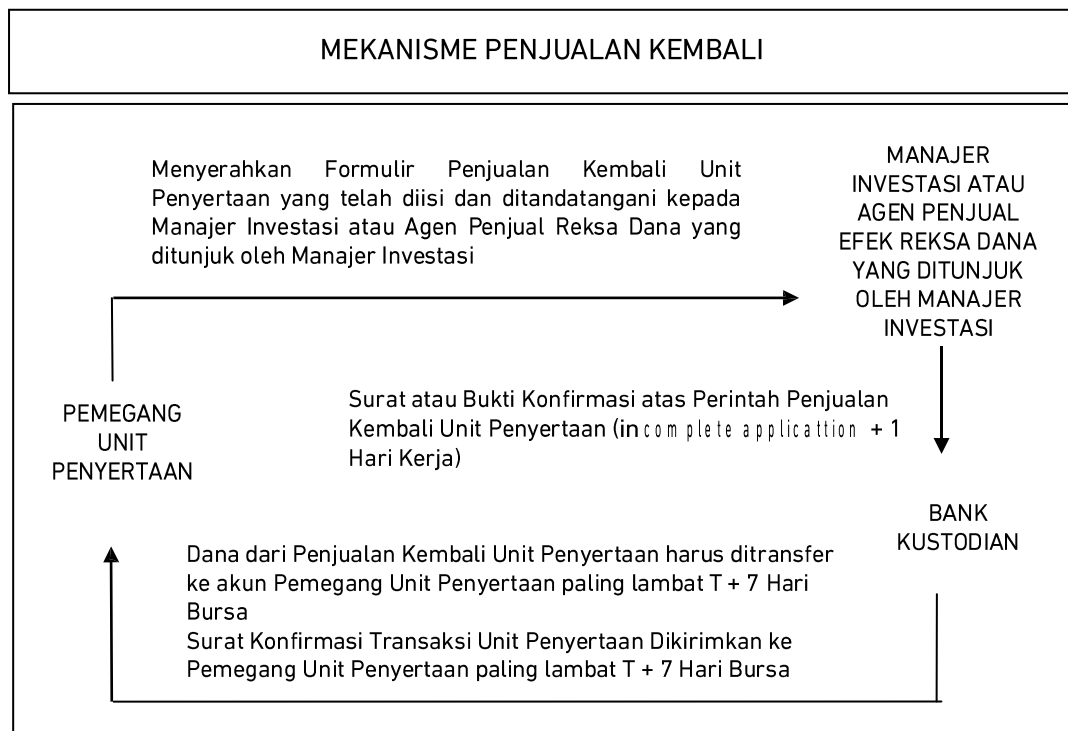 MEKANISME PENJUALAN KEMBALI
Menyerahkan Formulir Penjualan Kembali Unit
Penyertaan yang telah diisi dan ditandatangani kepada
Manajer Investasi atau Agen Penjual Reksa Dana yang
ditunjuk oleh Manajer Investasi
MANAJER
INVESTASI ATAU
AGEN PENJUAL
EFEK REKSA DANA
YANG DITUNJUK
OLEH MANAJER
INVESTASI
PEMEGANG
UNIT
PENYERTAAN
Surat atau Bukti Konfirmasi atas Perintah Penjualan
Kembali Unit Penyertaan (in complete applicattion + 1
Hari Kerja)
BANK
KUSTODIAN
Dana dari Penjualan Kembali Unit Penyertaan harus ditransfer
ke akun Pemegang Unit Penyertaan paling lambat T + 7 Hari
Bursa
Surat Konfirmasi Transaksi Unit Penyertaan Dikirimkan ke
Pemegang Unit Penyertaan paling lambat T + 7 Hari Bursa